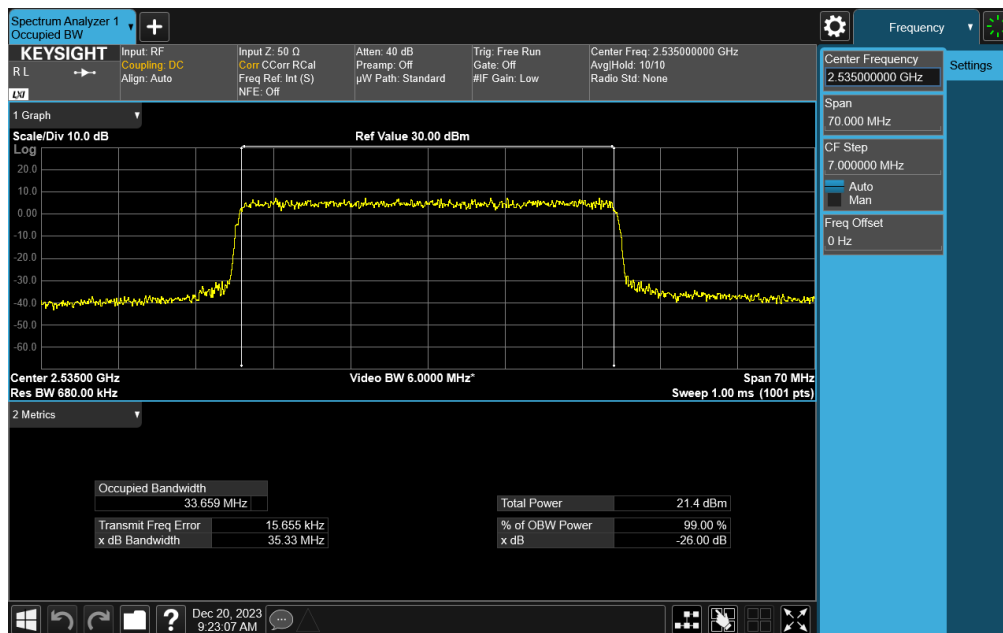 Spectrum Analyzer 1
Occupied BW
Frequency
KEYSIGHT
R L
LXI
Input: RF
Coupling: DC
Align: Auto
Input Z: 50 Ω
Corr CCorr RCal
Freq Ref: Int (S)
NFE: Off
Atten: 40 dB
Preamp: Off
µW Path: Standard
Trig: Free Run
Gate: Off
#IF Gain: Low
Center Freq: 2.535000000 GHz
Avg|Hold: 10/10
Radio Std: None
Center Frequency
2.535000000 GHz
Settings
Span
70.000 MHz
CF Step
7.000000 MHz
Auto
Man
Freq Offset
0 Hz
1 Graph
Scale/Div 10.0 dB
Ref Value 30.00 dBm
Log
20.0
10.0
0.00
-10.0
-20.0
-30.0
-40.0
-50.0
-60.0
Center 2.53500 GHz
Video BW 6.0000 MHz*
Span 70 MHz
Res BW 680.00 kHz
Sweep 1.00 ms (1001 pts)
2 Metrics
Occupied Bandwidth
33.659 MHz
Total Power 21.4 dBm
Transmit Freq Error 15.655 kHz
% of OBW Power 99.00 %
x dB Bandwidth 35.33 MHz
x dB -26.00 dB
?
Dec 20, 2023
9:23:07 AM